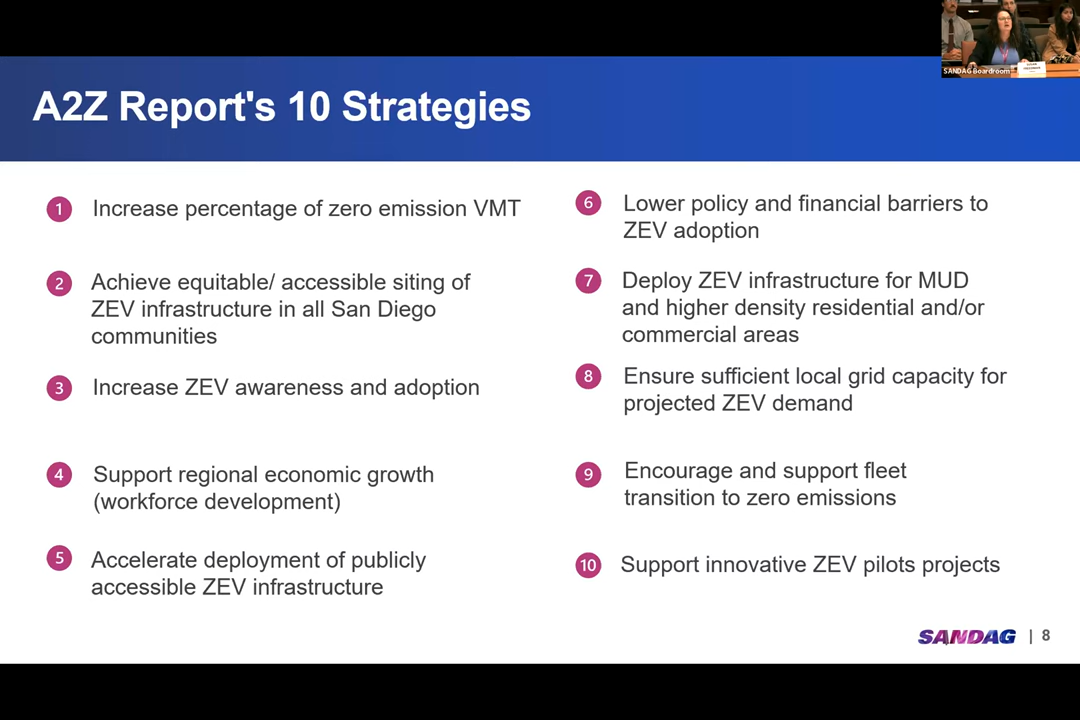 SANDAG Boardroom
A2Z Report's 10 Strategies
1 Increase percentage of zero emission VMT
2 Achieve equitable/ accessible siting of
ZEV infrastructure in all San Diego
communities
3 Increase ZEV awareness and adoption
4 Support regional economic growth
(workforce development)
5 Accelerate deployment of publicly
accessible ZEV infrastructure
6 Lower policy and financial barriers to
ZEV adoption
7 Deploy ZEV infrastructure for MUD
and higher density residential and/or
commercial areas
8 Ensure sufficient local grid capacity for
projected ZEV demand
9 Encourage and support fleet
transition to zero emissions
10 Support innovative ZEV pilots projects
SANDAG | 8